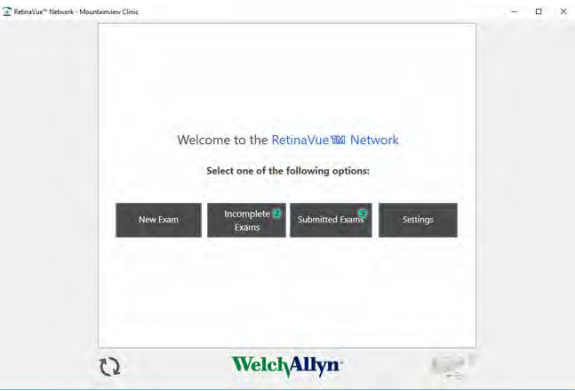 RetinaVue™ Network - Mountainview Clinic
Welcome to the RetinaVue™ Network
Select one of the following options:
New Exam
Incomplete 2
Exams
Submitted Exams
Settings
WelchAllyn